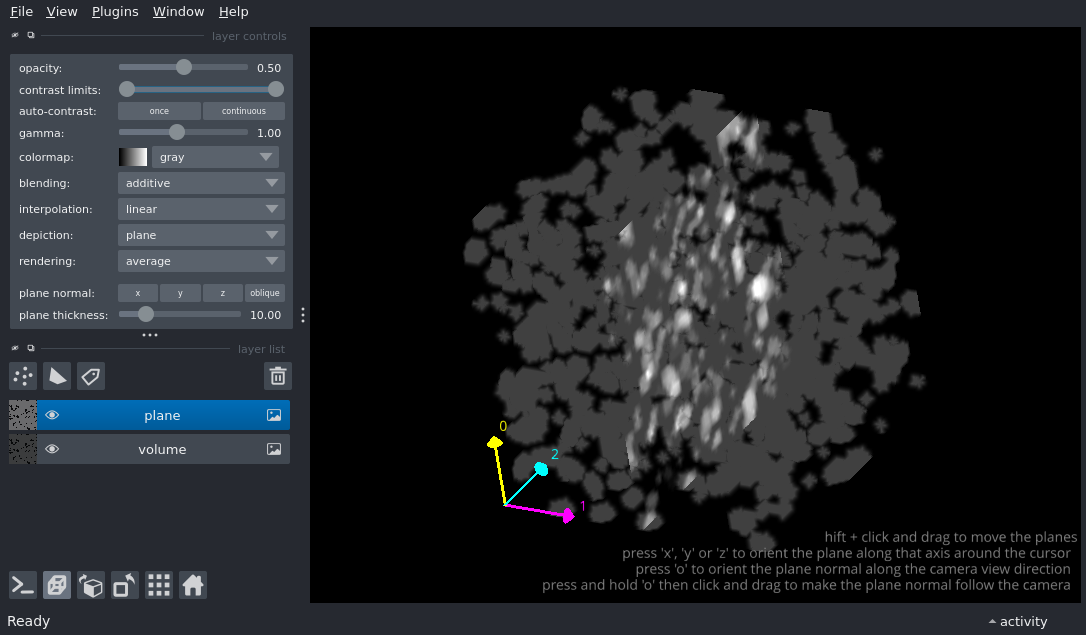 File View Plugins Window Help
layer controls
opacity: 0.50
contrast limits:
auto-contrast: once continuous
gamma: 1.00
colormap: gray
blending: additive
interpolation: linear
depiction: plane
rendering: average
plane normal: x y z oblique
plane thickness: 10.00
layer list
plane
volume
0
2
1
hift + click and drag to move the planes
press 'x', 'y' or 'z' to orient the plane along that axis around the cursor
press 'o' to orient the plane normal along the camera view direction
press and hold 'o' then click and drag to make the plane normal follow the camera
Ready
activity